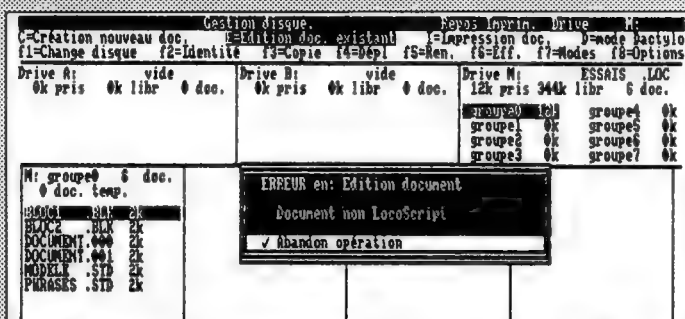 Gestion disque. Repos Imprim. Drive M:
C=Création nouveau doc. E=Edition doc. existant I=Impression doc. D=mode Dactylo
f1=Change disque f2=Identité f3=Copie f4=Dépl f5=Ren. f6=Eff. f7=Modes f8=Options
Drive A: vide Drive B: vide Drive M: ESSAIS .LOC
0k pris 0k libr 0 doc. 0k pris 0k libr 0 doc. 12k pris 344k libr 6 doc.
groupe0 12k groupe4 0k
groupe1 0k groupe5 0k
groupe2 0k groupe6 0k
groupe3 0k groupe7 0k
M: groupe0 6 doc.
0 doc. temp.
BLOC1 .BLK 2k
BLOC2 .BLK 2k
DOCUMENT.000 2k
DOCUMENT.001 2k
MODELE .STD 2k
PHRASES .STD 2k
ERREUR en: Edition document
Document non LocoScript
✓ Abandon opération